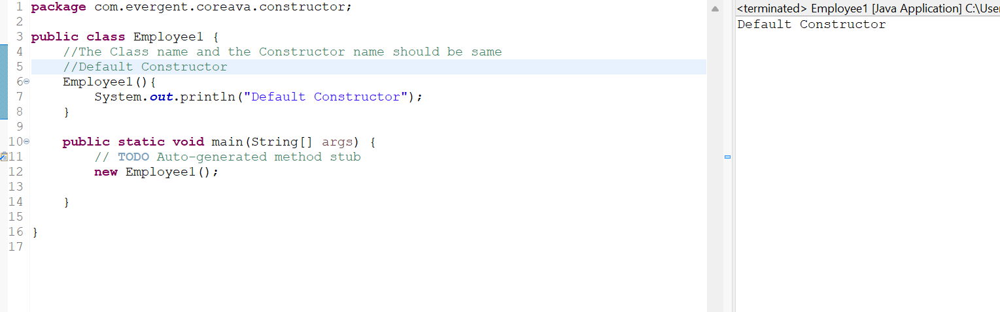 1 package com.evergent.coreava.constructor;
2
3 public class Employee1 {
4 //The Class name and the Constructor name should be same
5 //Default Constructor
6 Employee1(){
7 System.out.println("Default Constructor");
8 }
9
10 public static void main(String[] args) {
11 // TODO Auto-generated method stub
12 new Employee1();
13
14 }
15
16 }
17
<terminated> Employee1 [Java Application] C:\User
Default Constructor